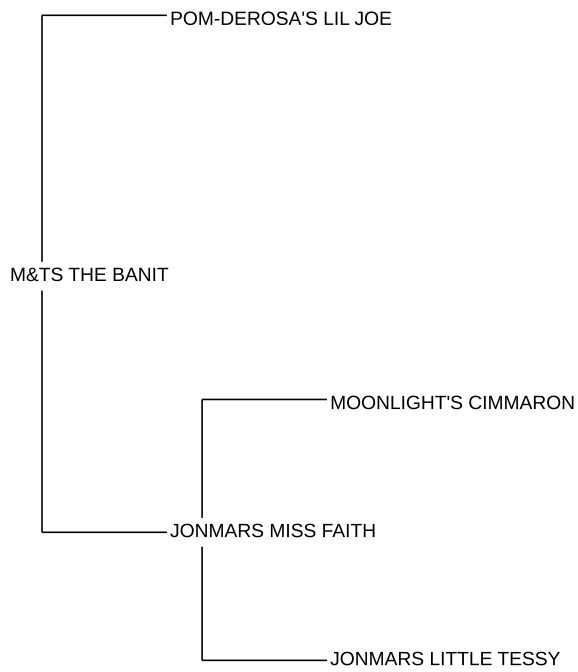 POM-DEROSA'S LIL JOE
M&TS THE BANIT
MOONLIGHT'S CIMMARON
JONMARS MISS FAITH
JONMARS LITTLE TESSY